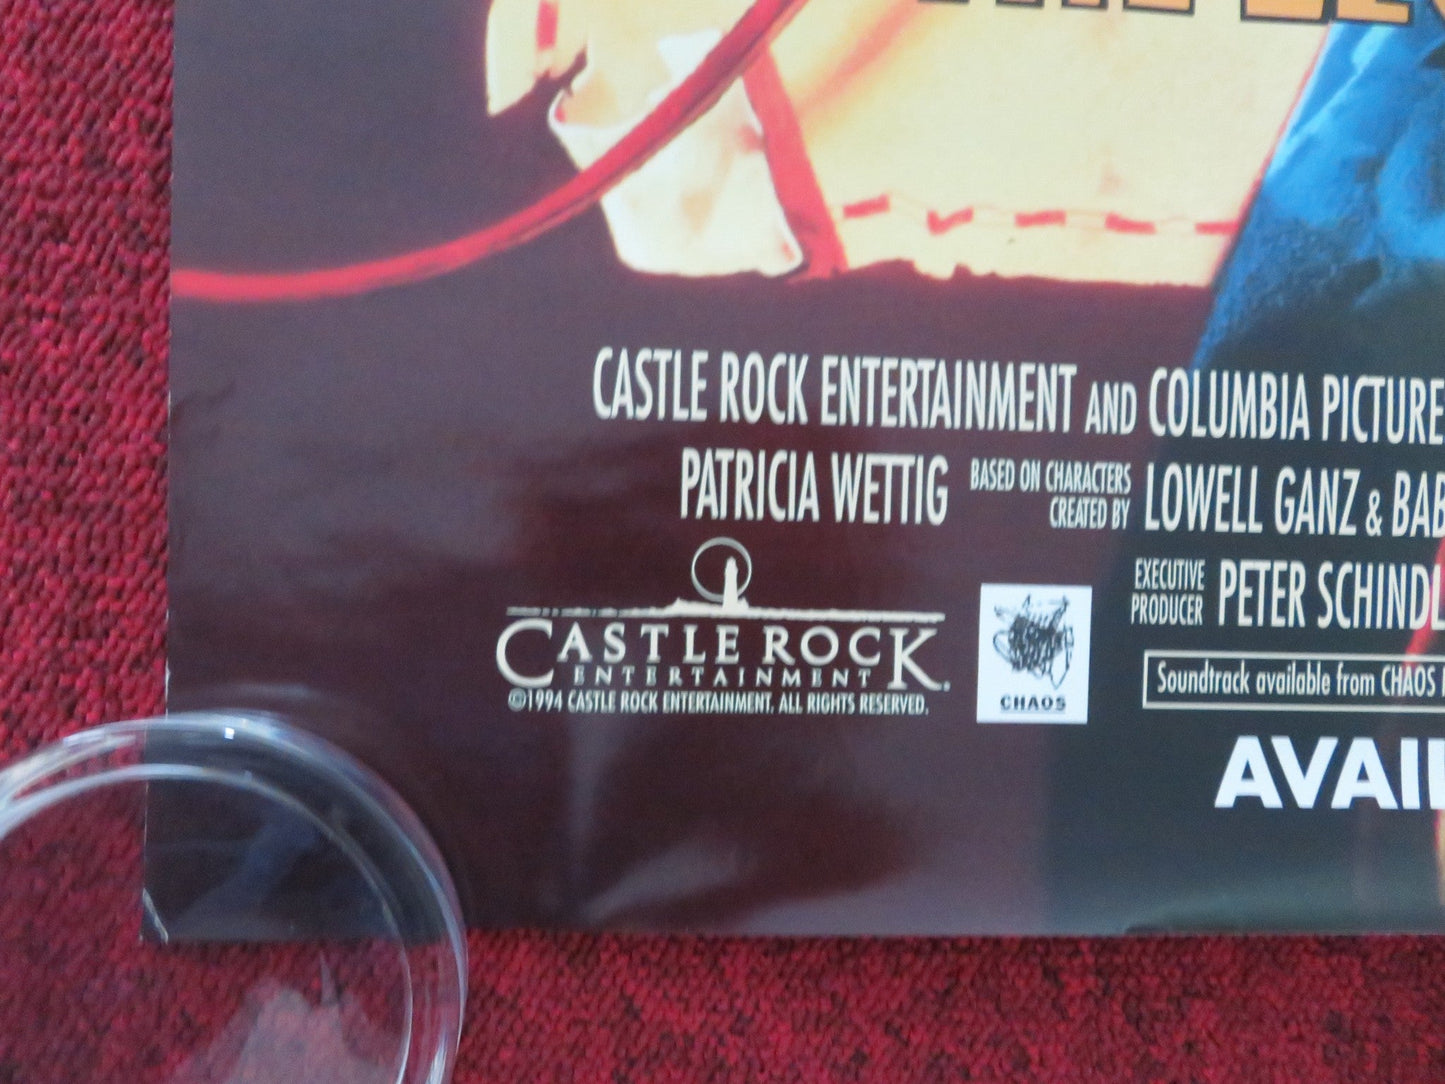 CASTLE ROCK ENTERTAINMENT AND COLUMBIA PICTURE
PATRICIA WETTIG BASED ON CHARACTERS CREATED BY LOWELL GANZ & BAB
EXECUTIVE PRODUCER PETER SCHINDL
CASTLE ROCK
ENTERTAINMENT
©1994 CASTLE ROCK ENTERTAINMENT. ALL RIGHTS RESERVED.
CHAOS
Soundtrack available from CHAOS
AVAI